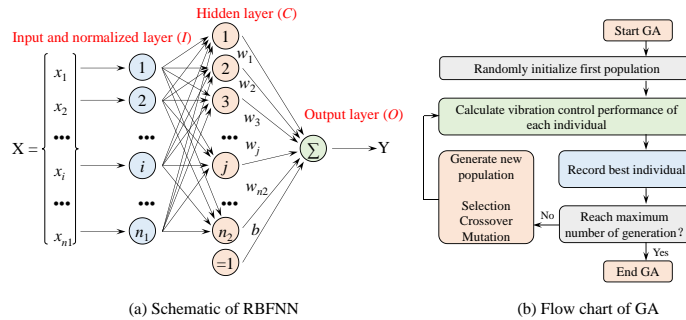 Hidden layer (C)
Input and normalized layer (I)
Output layer (O)
X =
x1
x2
•••
xi
•••
xn1
1
2
•••
i
•••
n1
1
2
3
•••
j
•••
n2
=1
w1
w2
w3
wj
wn2
b
∑
Y
(a) Schematic of RBFNN
Start GA
Randomly initialize first population
Calculate vibration control performance of
each individual
Generate new
population
Selection
Crossover
Mutation
Record best individual
No
Reach maximum
number of generation?
Yes
End GA
(b) Flow chart of GA